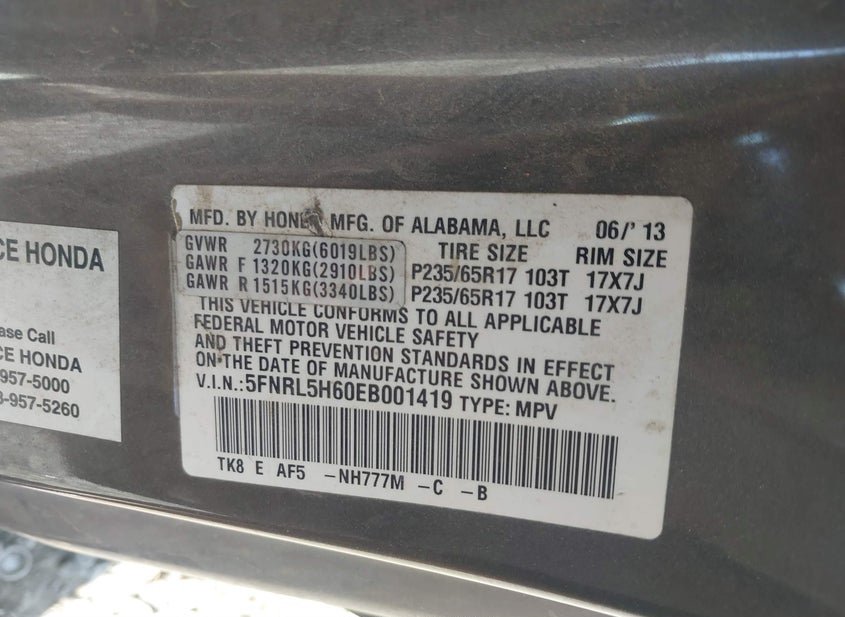 CE HONDA
ase Call
CE HONDA
957-5000
957-5260
MFD. BY HONDA MFG. OF ALABAMA, LLC 06/'13
GVWR 2730KG(6019LBS) TIRE SIZE RIM SIZE
GAWR F 1320KG(2910LBS) P235/65R17 103T 17X7J
GAWR R 1515KG(3340LBS) P235/65R17 103T 17X7J
THIS VEHICLE CONFORMS TO ALL APPLICABLE
FEDERAL MOTOR VEHICLE SAFETY
AND THEFT PREVENTION STANDARDS IN EFFECT
ON THE DATE OF MANUFACTURE SHOWN ABOVE.
V.I.N.:5FNRL5H60EB001419 TYPE: MPV
TK8 E AF5 -NH777M -C -B